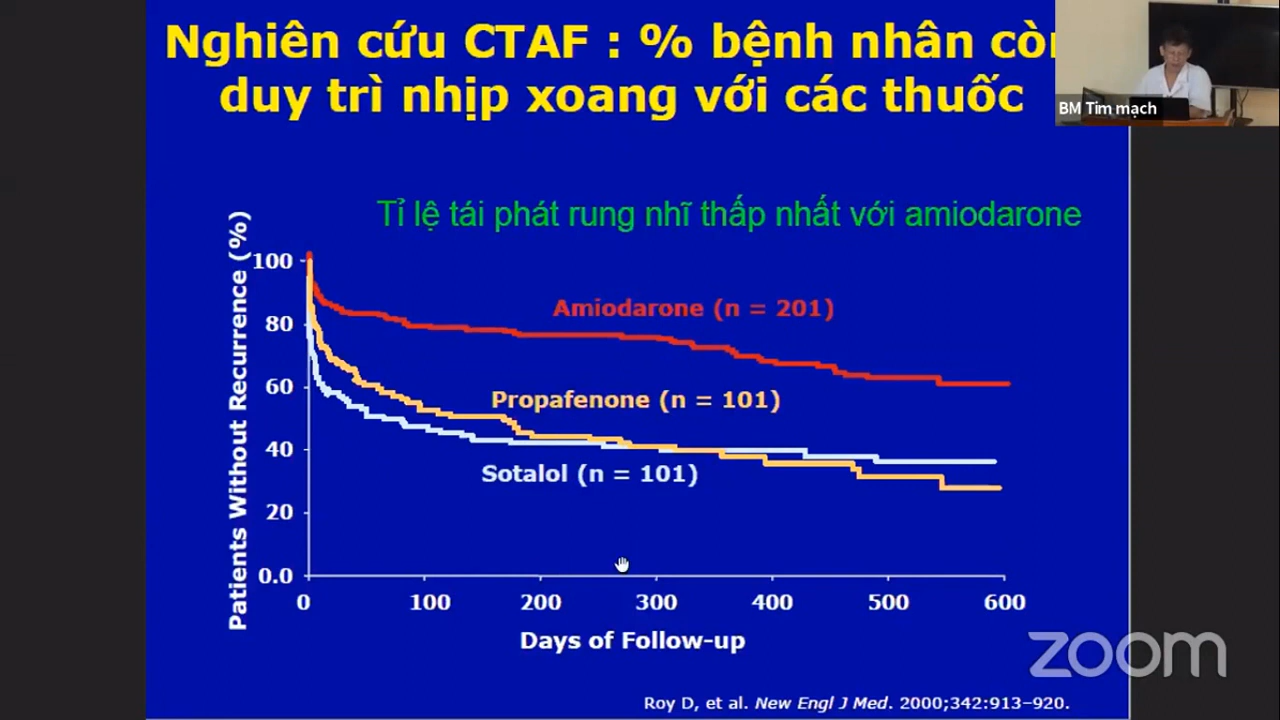 Nghiên cứu CTAF : % bệnh nhân
duy trì nhịp xoang với các thuốc
BM Tim mạch
Tỉ lệ tái phát rung nhĩ thấp nhất với amiodarone
Patients Without Recurrence (%)
100
80
60
40
20
0.0
Amiodarone (n = 201)
Propafenone (n = 101)
Sotalol (n = 101)
0 100 200 300 400 500 600
Days of Follow-up
zoom
Roy D, et al. New Engl J Med. 2000;342:913–920.